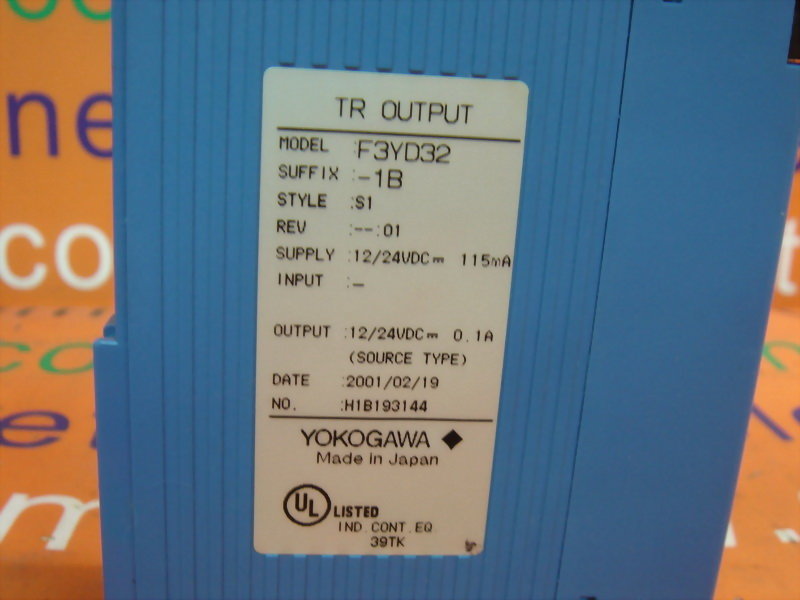 TR OUTPUT
MODEL :F3YD32
SUFFIX :-1B
STYLE :S1
REV :--:01
SUPPLY :12/24VDC⎓ 115mA
INPUT :-
OUTPUT :12/24VDC⎓ 0.1A
(SOURCE TYPE)
DATE :2001/02/19
NO. :H1B193144
YOKOGAWA ◆
Made in Japan
UL LISTED
IND.CONT.EQ
39TK